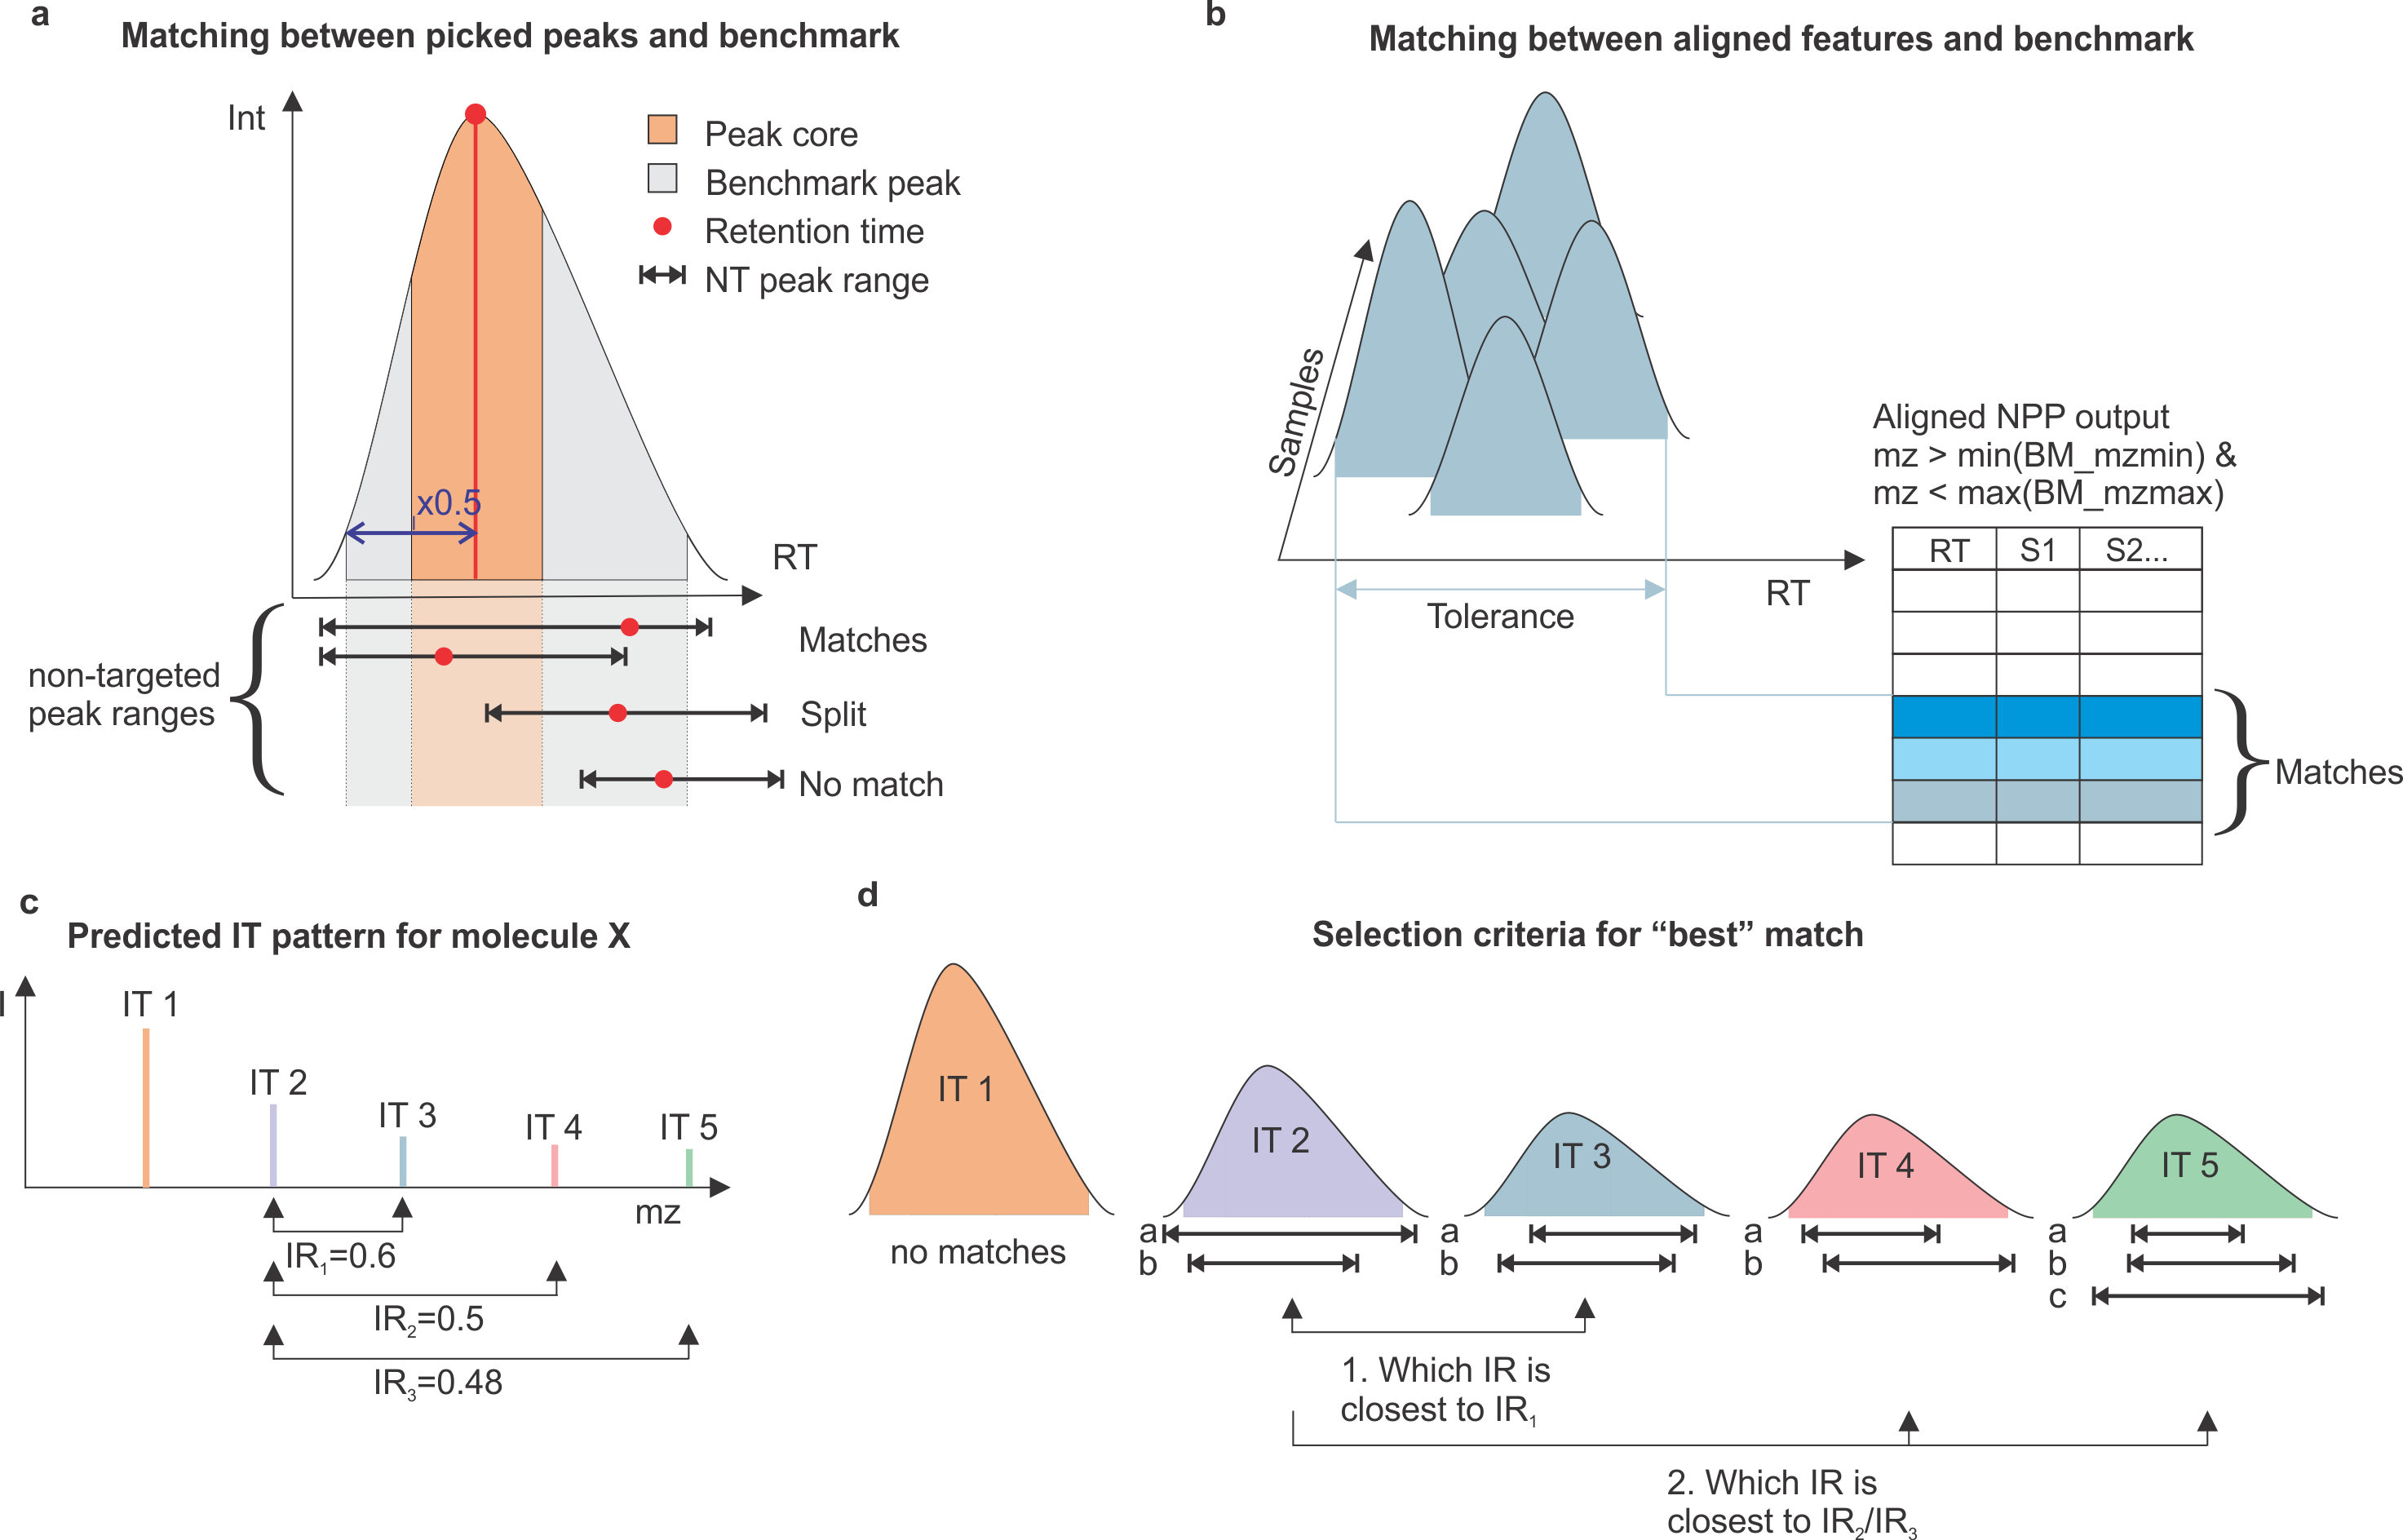 a
Matching between picked peaks and benchmark
Int
Peak core
Benchmark peak
Retention time
NT peak range
x0.5
RT
non-targeted
peak ranges
Matches
Split
No match
b
Matching between aligned features and benchmark
Samples
RT
Tolerance
Aligned NPP output
mz > min(BM_mzmin) &
mz < max(BM_mzmax)
RT S1 S2...
Matches
c
Predicted IT pattern for molecule X
I
IT 1
IT 2
IT 3
IT 4
IT 5
mz
IR1=0.6
IR2=0.5
IR3=0.48
d
Selection criteria for “best” match
IT 1
no matches
IT 2
a
b
IT 3
a
b
IT 4
a
b
IT 5
a
b
c
1. Which IR is
closest to IR1
2. Which IR is
closest to IR2/IR3